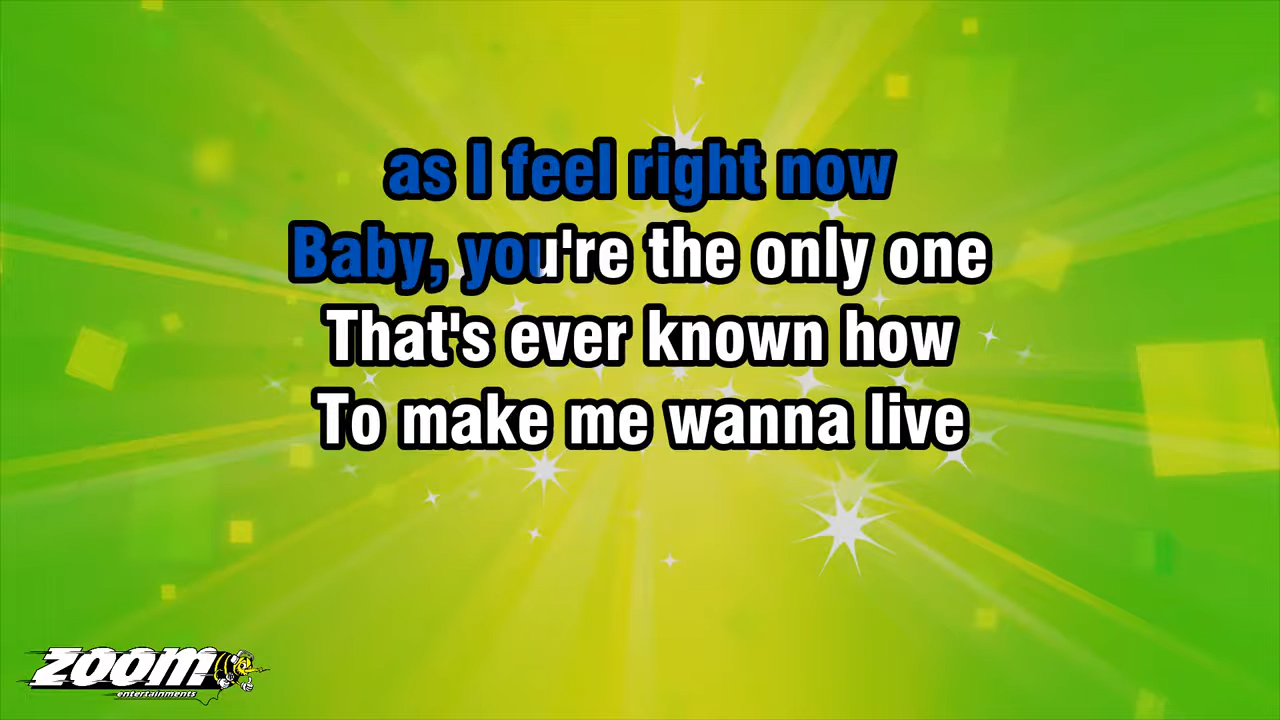 as I feel right now
Baby, you're the only one
That's ever known how
To make me wanna live
zoom
entertainments